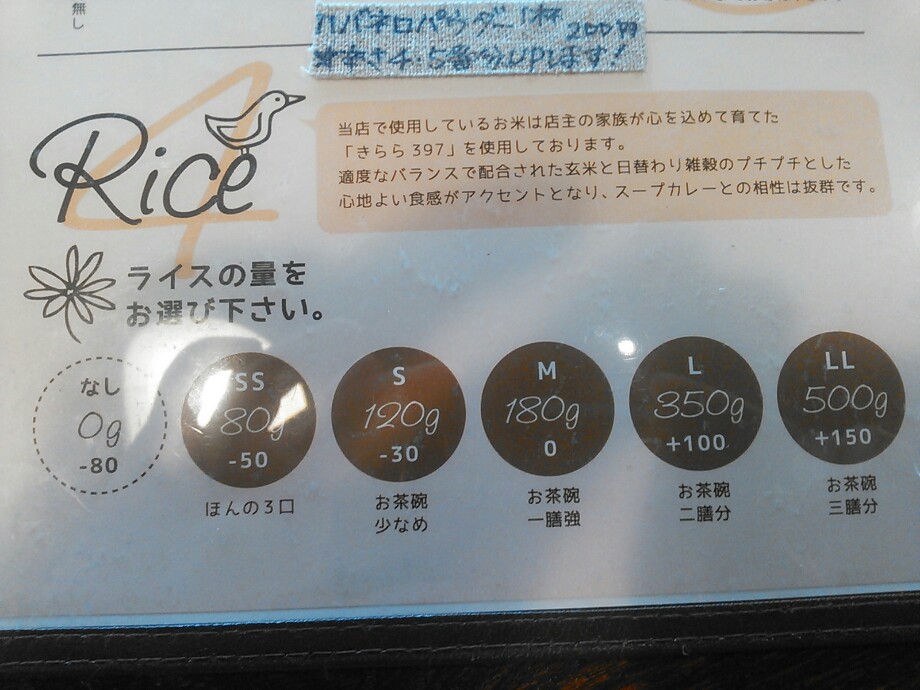 無し
ハバネロパウダー1杯 200円
※辛さ4.5番分upします!
4
Rice
当店で使用しているお米は店主の家族が心を込めて育てた
「きらら397」を使用しております。
適度なバランスで配合された玄米と日替わり雑穀のプチプチとした
心地よい食感がアクセントとなり、スープカレーとの相性は抜群です。
ライスの量を
お選び下さい。
なし
0g
-80
SS
80g
-50
ほんの3口
S
120g
-30
お茶碗
少なめ
M
180g
0
お茶碗
一膳強
L
350g
+100
お茶碗
二膳分
LL
500g
+150
お茶碗
三膳分